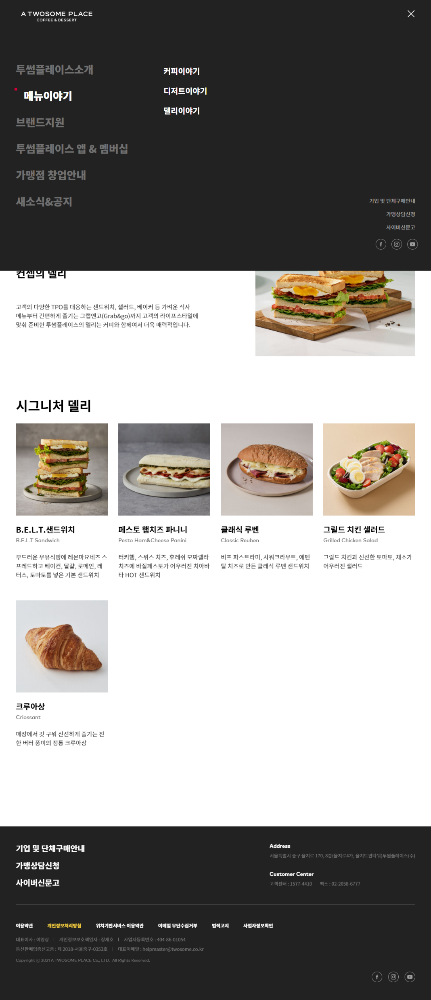 A TWOSOME PLACE
COFFEE & DESSERT
투썸플레이스소개
메뉴이야기
브랜드지원
투썸플레이스 앱 & 멤버십
가맹점 창업안내
새소식&공지
커피이야기
디저트이야기
델리이야기
기업 및 단체구매안내
가맹상담신청
사이버신문고
컨셉의 델리
고객의 다양한 TPO를 대응하는 샌드위치, 샐러드, 베이커 등 가벼운 식사
메뉴부터 간편하게 즐기는 그랩앤고(Grab&go)까지 고객의 라이프스타일에
맞춰 준비한 투썸플레이스의 델리는 커피와 함께여서 더욱 매력적입니다.
시그니처 델리
B.E.L.T.샌드위치
B.E.L.T Sandwich
부드러운 우유식빵에 레몬마요네즈 스
프레드하고 베이컨, 달걀, 로메인, 레
터스, 토마토를 넣은 기본 샌드위치
페스토 햄치즈 파니니
Pesto Ham&Cheese Panini
터키햄, 스위스 치즈, 후레쉬 모짜렐라
치즈에 바질페스토가 어우러진 치아바
타 HOT 샌드위치
클래식 루벤
Classic Reuben
비프 파스트라미, 사워크라우트, 에멘
탈 치즈로 만든 클래식 루벤 샌드위치
그릴드 치킨 샐러드
Grilled Chicken Salad
그릴드 치킨과 신선한 토마토, 채소가
어우러진 샐러드
크루아상
Criossant
매장에서 갓 구워 신선하게 즐기는 진
한 버터 풍미의 정통 크루아상
기업 및 단체구매안내
가맹상담신청
사이버신문고
Address
서울특별시 중구 을지로 170, 8층(을지로4가, 을지트윈타워)투썸플레이스(주)
Customer Center
고객센터 : 1577-4410 팩스 : 02-2058-6777
이용약관 개인정보처리방침 위치기반서비스 이용약관 이메일 무단수집거부 법적고지 사업자정보확인
대표이사 : 이영상 | 개인정보보호책임자 : 장재호 | 사업자등록번호 : 404-86-01054
통신판매업종신고증 : 제 2018-서울중구-0353호 | 대표이메일 : helpmaster@twosome.co.kr
Copyright ⓒ 2021 A TWOSOME PLACE Co., LTD. All Rights Reserved.